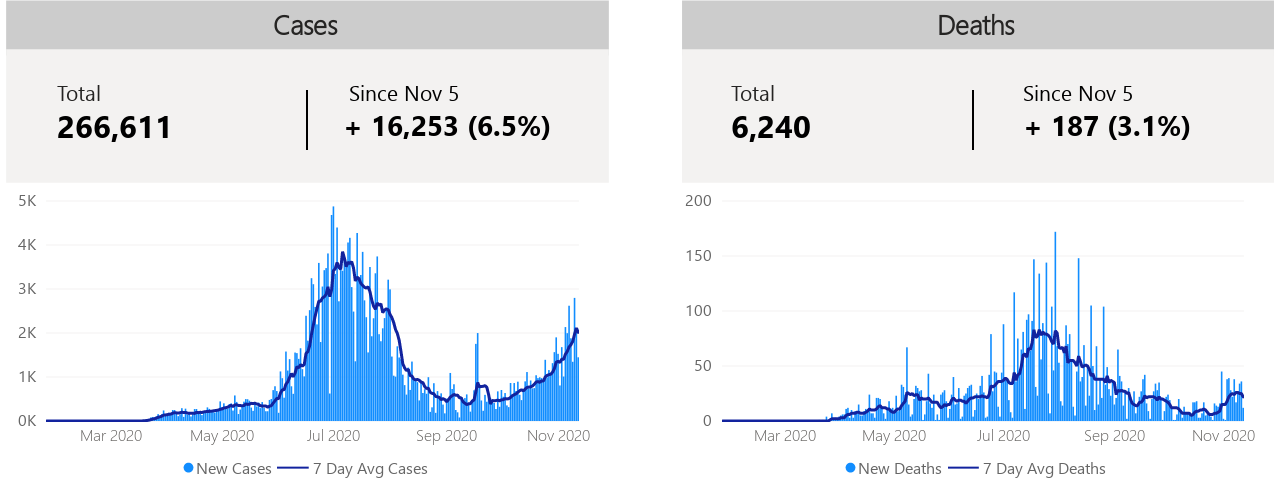 Cases
Total
266,611
Since Nov 5
+ 16,253 (6.5%)
5K
4K
3K
2K
1K
0K
Mar 2020 May 2020 Jul 2020 Sep 2020 Nov 2020
New Cases 7 Day Avg Cases
Deaths
Total
6,240
Since Nov 5
+ 187 (3.1%)
200
150
100
50
0
Mar 2020 May 2020 Jul 2020 Sep 2020 Nov 2020
New Deaths 7 Day Avg Deaths